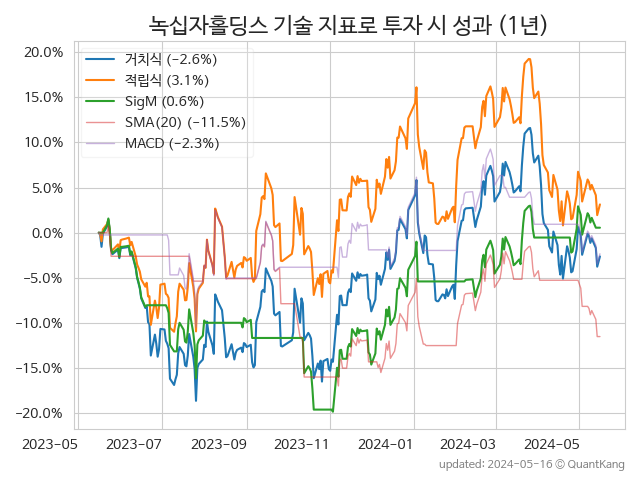 녹십자홀딩스 기술 지표로 투자 시 성과 (1년)
거치식 (−2.6%)
적립식 (3.1%)
SigM (0.6%)
SMA(20) (−11.5%)
MACD (−2.3%)
20.0%
15.0%
10.0%
5.0%
0.0%
−5.0%
−10.0%
−15.0%
−20.0%
2023−05 2023−07 2023−09 2023−11 2024−01 2024−03 2024−05
updated: 2024−05−16 ⓒ QuantKang